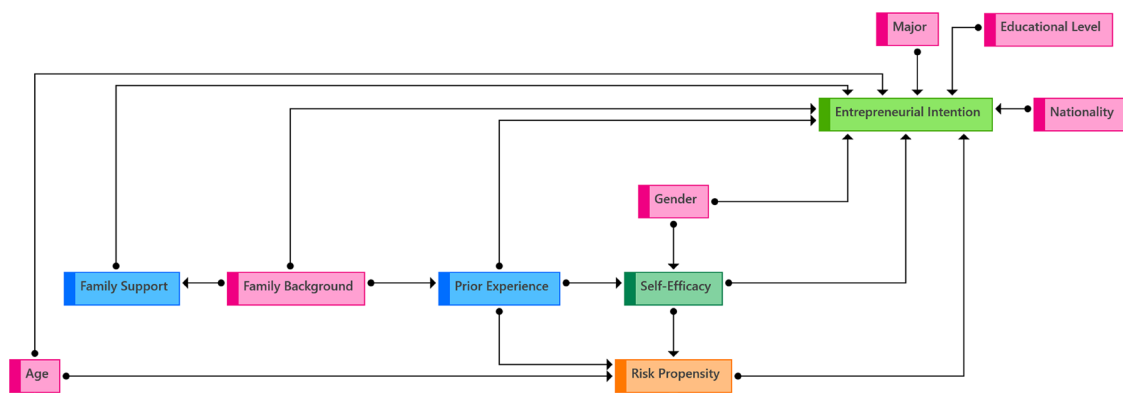 Major
Educational Level
Entrepreneurial Intention
Nationality
Gender
Family Support
Family Background
Prior Experience
Self-Efficacy
Age
Risk Propensity